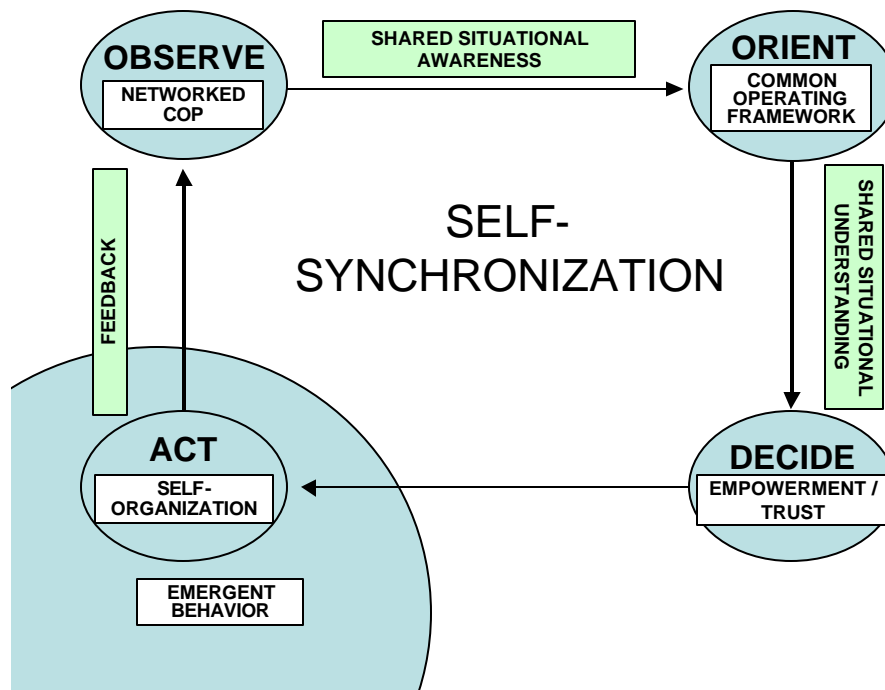 OBSERVE
NETWORKED
COP
SHARED SITUATIONAL
AWARENESS
ORIENT
COMMON
OPERATING
FRAMEWORK
SHARED SITUATIONAL
UNDERSTANDING
SELF-
SYNCHRONIZATION
FEEDBACK
ACT
SELF-
ORGANIZATION
DECIDE
EMPOWERMENT /
TRUST
EMERGENT
BEHAVIOR